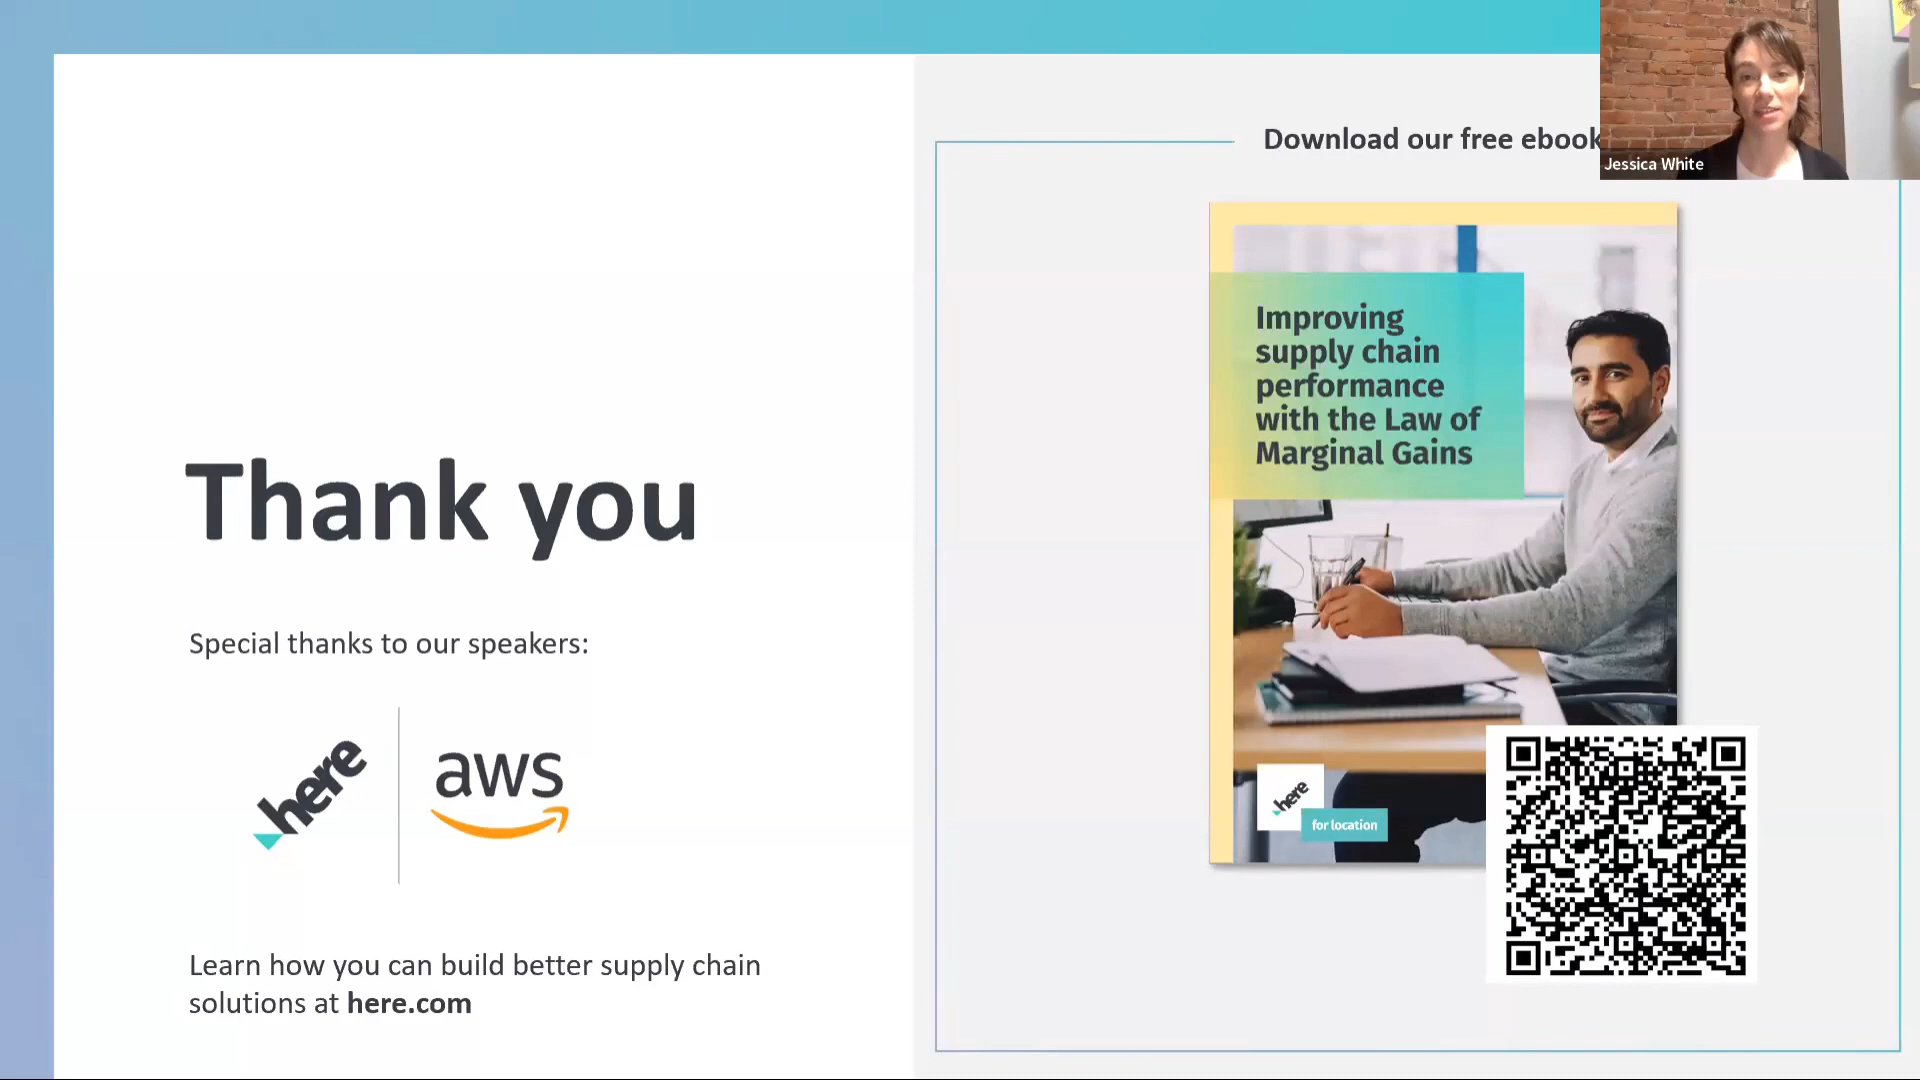 Thank you
Special thanks to our speakers:
here
aws
Learn how you can build better supply chain
solutions at here.com
Download our free ebook
Jessica White
Improving
supply chain
performance
with the Law of
Marginal Gains
here
for location